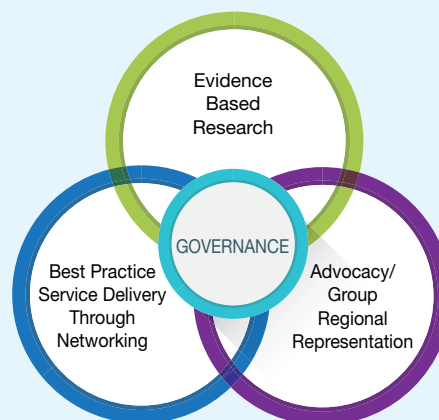 Evidence
Based
Research
GOVERNANCE
Best Practice
Service Delivery
Through
Networking
Advocacy/
Group
Regional
Representation